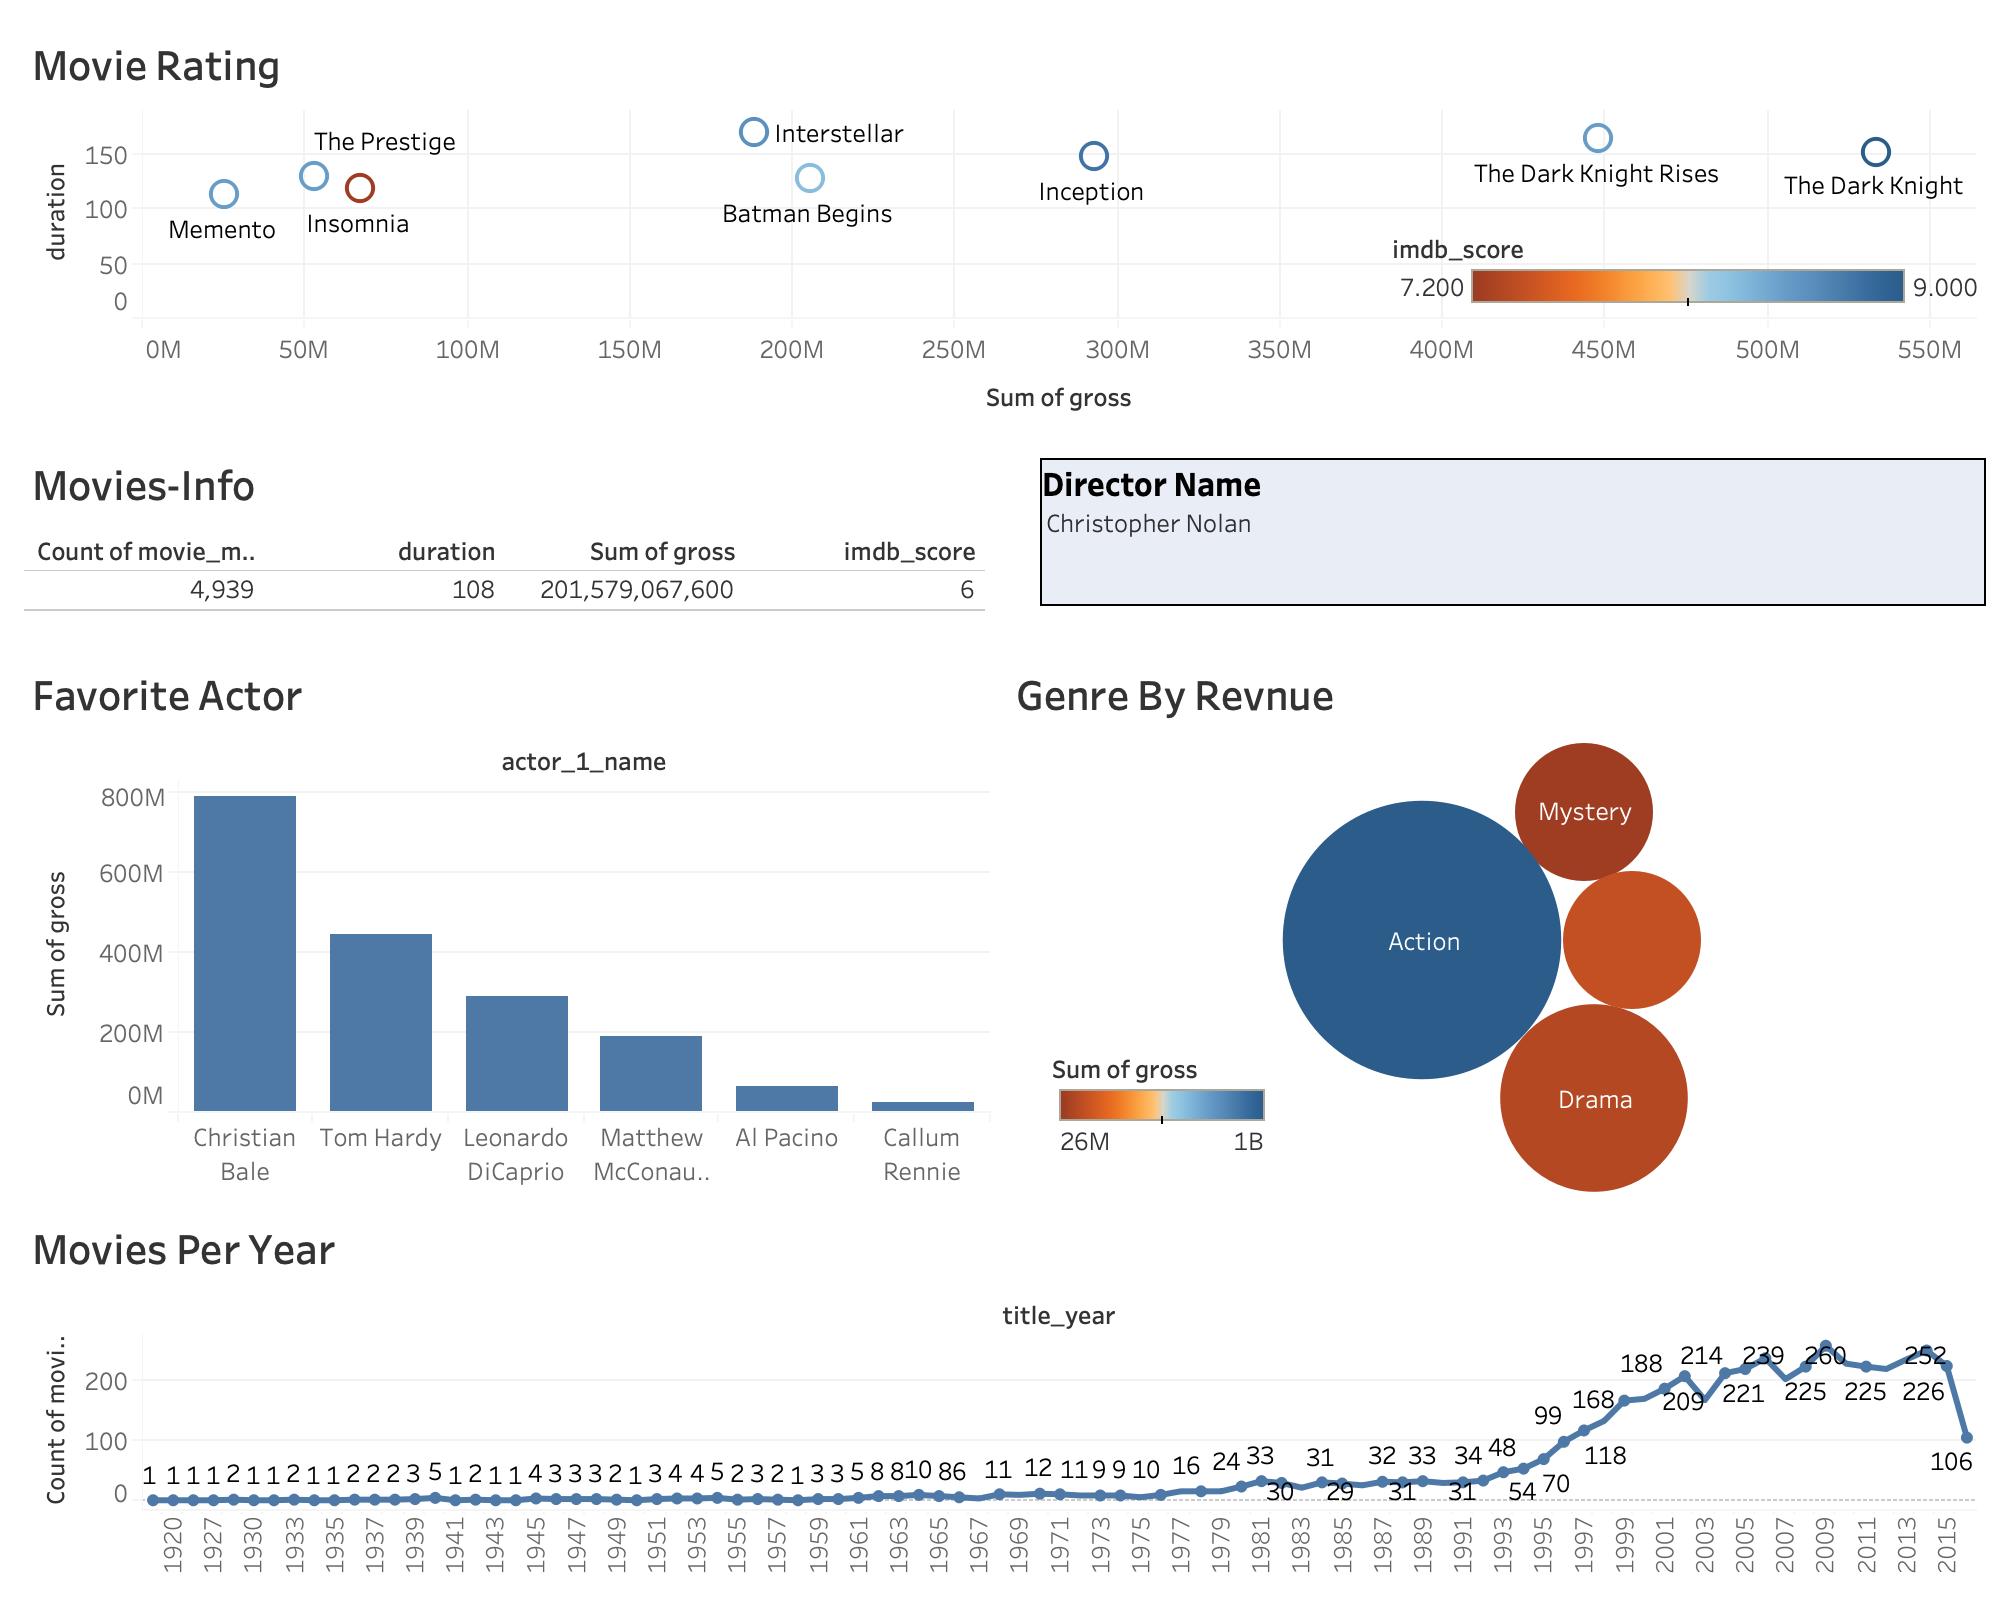 Movie Rating
duration
150
100
50
0
The Prestige
Memento
Insomnia
Interstellar
Batman Begins
Inception
The Dark Knight Rises
The Dark Knight
imdb_score
7.200 9.000
0M 50M 100M 150M 200M 250M 300M 350M 400M 450M 500M 550M
Sum of gross
Movies-Info
Count of movie_m.. duration Sum of gross imdb_score
4,939 108 201,579,067,600 6
Director Name
Christopher Nolan
Favorite Actor
actor_1_name
Sum of gross
800M
600M
400M
200M
0M
Christian Bale
Tom Hardy
Leonardo DiCaprio
Matthew McConau..
Al Pacino
Callum Rennie
Genre By Revnue
Mystery
Action
Drama
Sum of gross
26M 1B
Movies Per Year
title_year
Count of movi..
200
100
0
1 1 1 1 2 1 1 2 1 1 2 2 2 3 5 1 2 1 1 4 3 3 3 2 1 3 4 4 5 2 3 2 1 3 3 5 8 8 10 8 6 11 12 11 9 9 10 16 24 33 30 31 29 32 31 33 31 34 48 54 70 99 118 168 188 209 214 221 239 225 260 225 252 226 106
1920 1927 1930 1933 1935 1937 1939 1941 1943 1945 1947 1949 1951 1953 1955 1957 1959 1961 1963 1965 1967 1969 1971 1973 1975 1977 1979 1981 1983 1985 1987 1989 1991 1993 1995 1997 1999 2001 2003 2005 2007 2009 2011 2013 2015